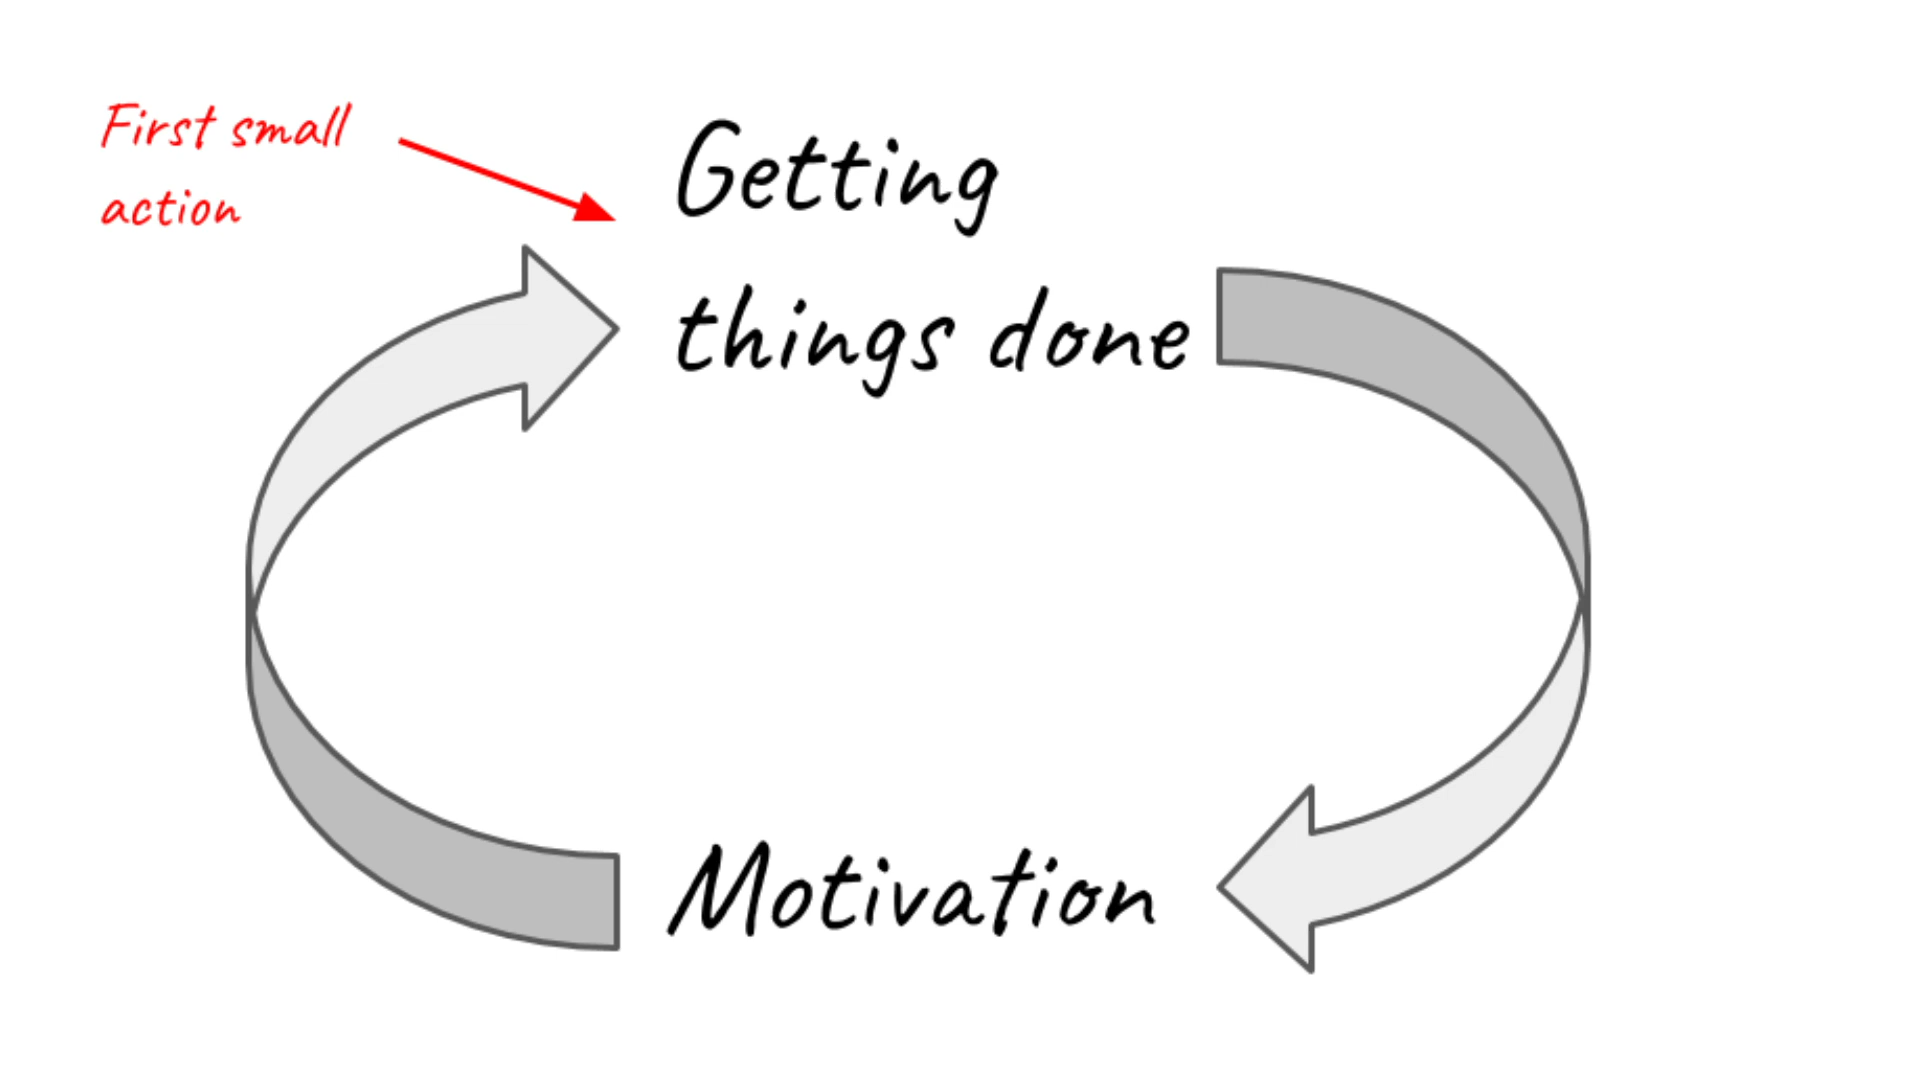 First small
action
Getting
things done
Motivation